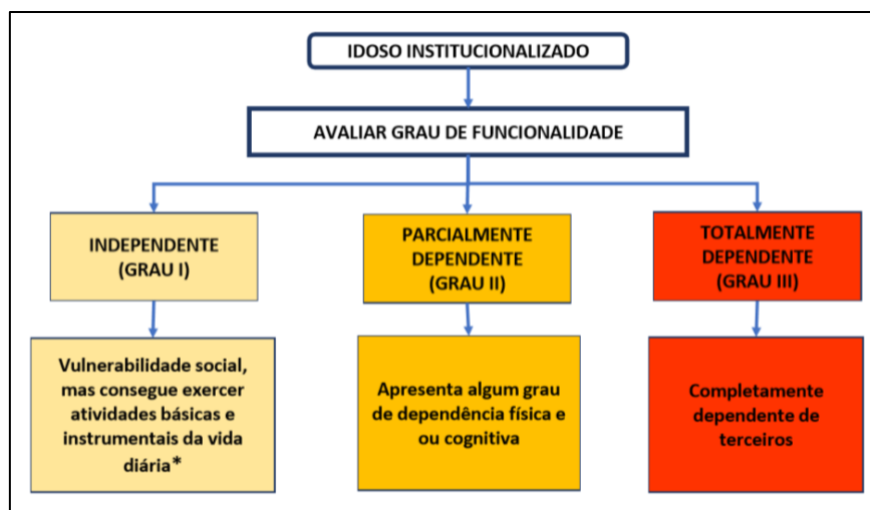 IDOSO INSTITUCIONALIZADO
AVALIAR GRAU DE FUNCIONALIDADE
INDEPENDENTE
(GRAU I)
PARCIALMENTE
DEPENDENTE
(GRAU II)
TOTALMENTE
DEPENDENTE
(GRAU III)
Vulnerabilidade social,
mas consegue exercer
atividades básicas e
instrumentais da vida
diária*
Apresenta algum grau
de dependência física e
ou cognitiva
Completamente
dependente de
terceiros